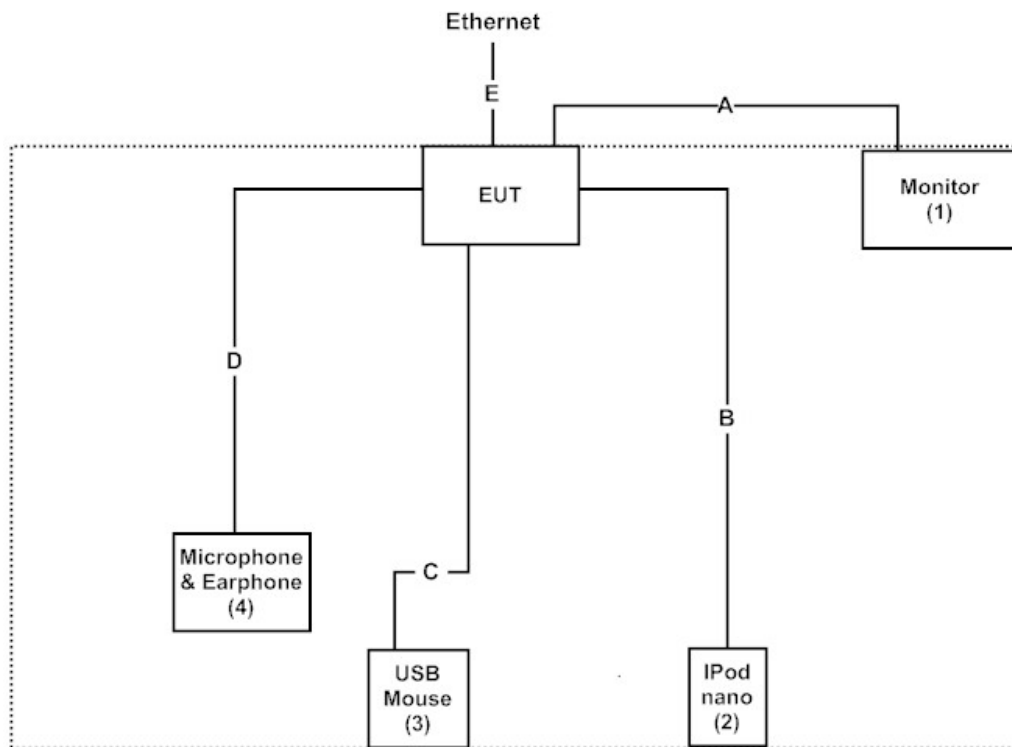 Ethernet
E
A
EUT
Monitor
(1)
D
B
Microphone
& Earphone
(4)
C
USB
Mouse
(3)
IPod
nano
(2)